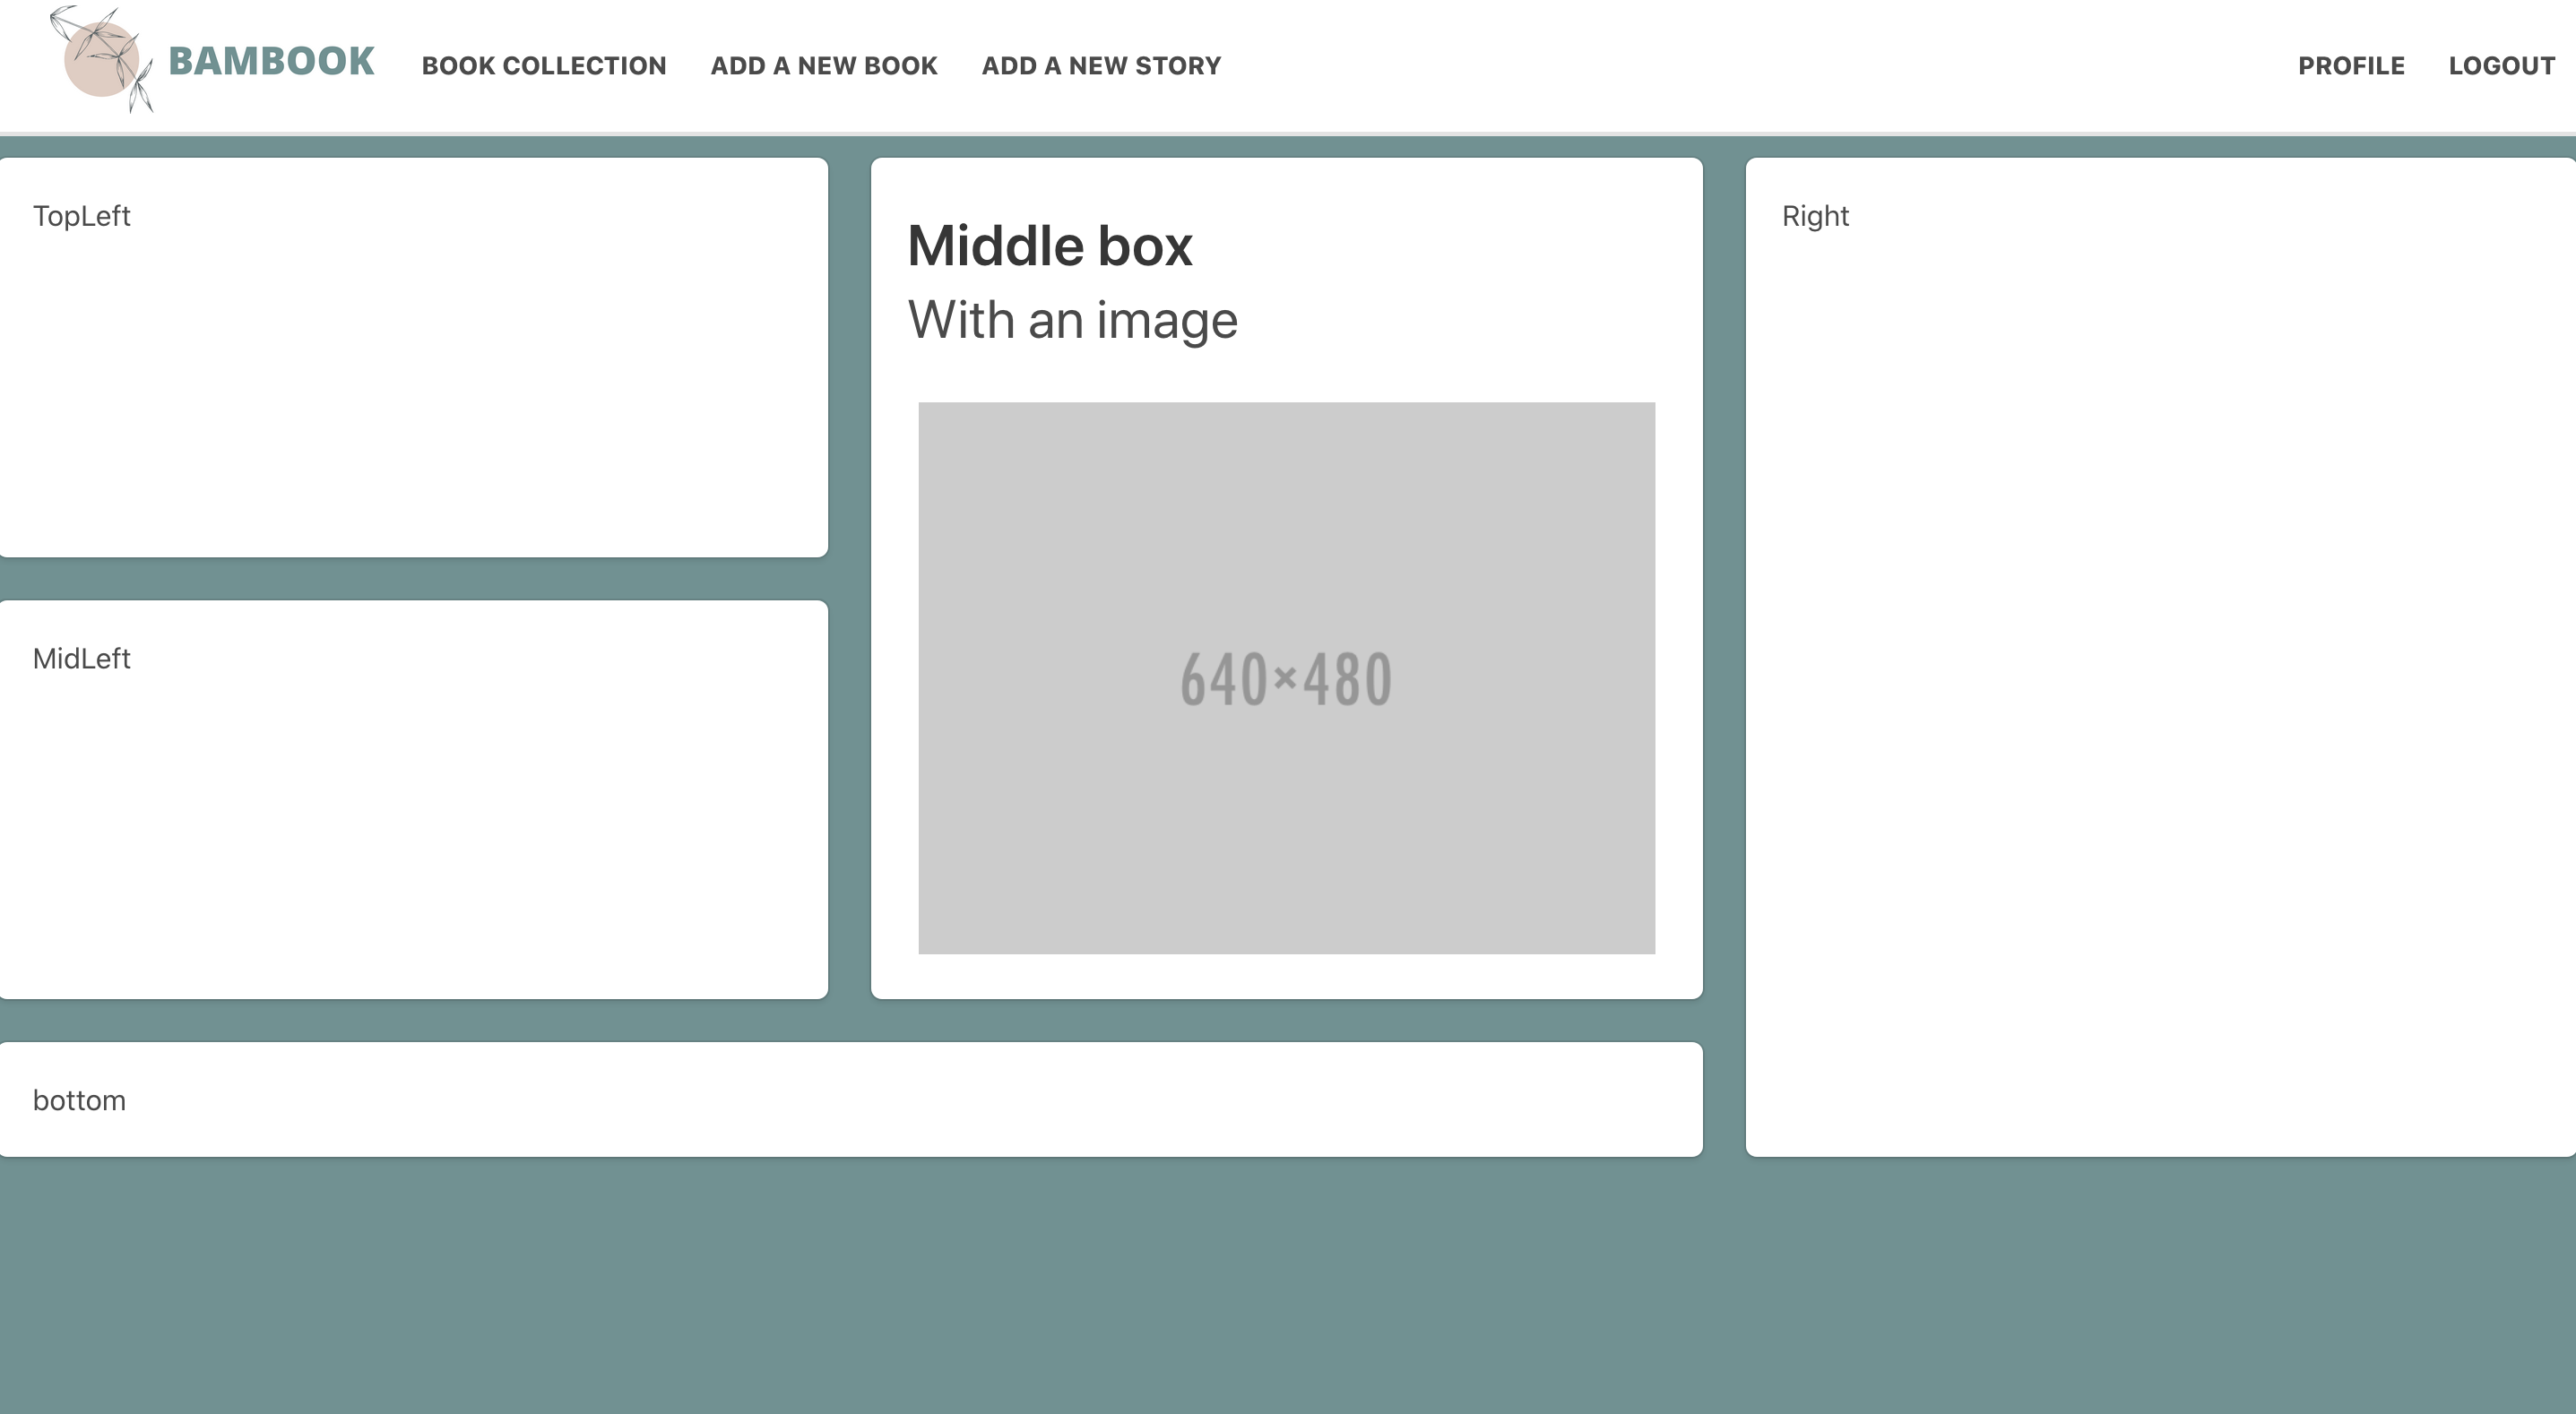 BAMBOOK
BOOK COLLECTION
ADD A NEW BOOK
ADD A NEW STORY
PROFILE
LOGOUT
TopLeft
MidLeft
Middle box
With an image
640×480
Right
bottom